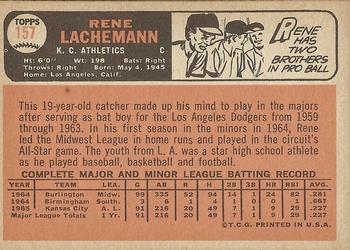 TOPPS
157
RENE
LACHEMANN
K. C. ATHLETICS C
Ht: 6'0" Wt: 198 Bats: Right
Throws: Right Born: May 4, 1945
Home: Los Angeles, Calif.
RENE
HAS
TWO
BROTHERS
IN PRO BALL
This 19-year-old catcher made up his mind to play in the majors
after serving as bat boy for the Los Angeles Dodgers from 1959
through 1963. In his first season in the minors in 1964, Rene
led the Midwest League in home runs and played in the circuit's
All-Star game. The youth from L. A. was a star high school athlete
as he played baseball, basketball and football.
COMPLETE MAJOR AND MINOR LEAGUE BATTING RECORD
YEAR TEAM LEA G AB R H 2B 3B HR RBI AVG.
1964 Burlington Midw. 99 335 52 94 14 0 24 82 .281
1964 Birmingham South. 1 3 0 2 0 0 0 0 .667
1965 Kansas City A.L. 91 216 20 49 7 1 9 29 .227
Major League Totals 1 Yr. 91 216 20 49 7 1 9 29 .227
© T.C.G. PRINTED IN U.S.A.